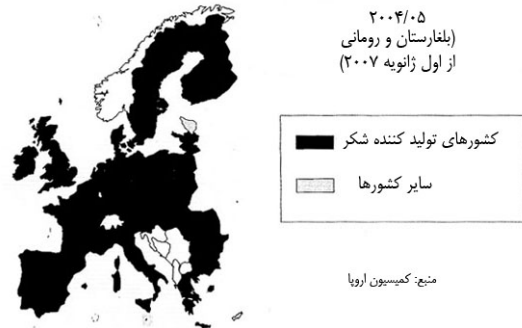 ۲۰۰۴/۰۵
(بلغارستان و رومانی
از اول ژانویه ۲۰۰۷)
کشورهای تولید کننده شکر
سایر کشورها
منبع: کمیسیون اروپا